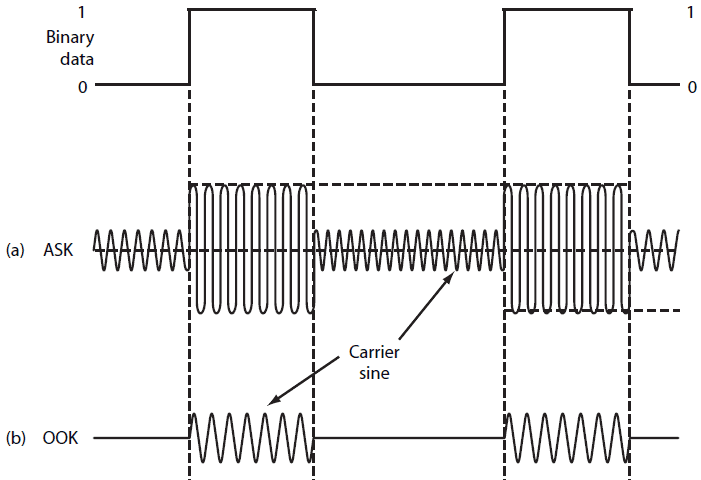 1
1
Binary
data
0
0
(a) ASK
Carrier
sine
(b) OOK